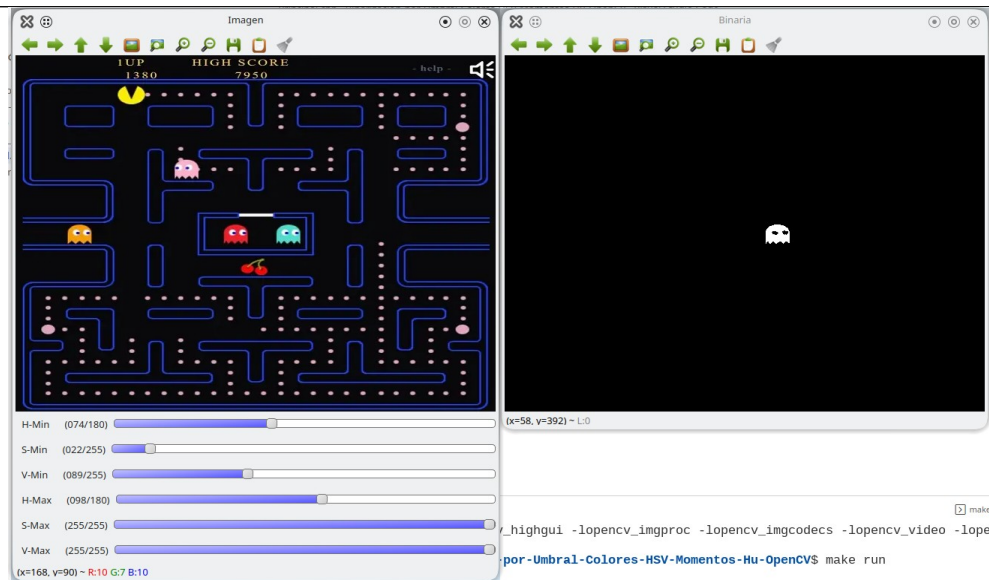 Imagen
1UP HIGH SCORE
1380 7950
- help -
H-Min (074/180)
S-Min (022/255)
V-Min (089/255)
H-Max (098/180)
S-Max (255/255)
V-Max (255/255)
(x=168, y=90) ~ R:10 G:7 B:10
Binaria
(x=58, y=392) ~ L:0
make
_highgui -lopencv_imgproc -lopencv_imgcodecs -lopencv_video -lope
-por-Umbral-Colores-HSV-Momentos-Hu-OpenCV$ make run